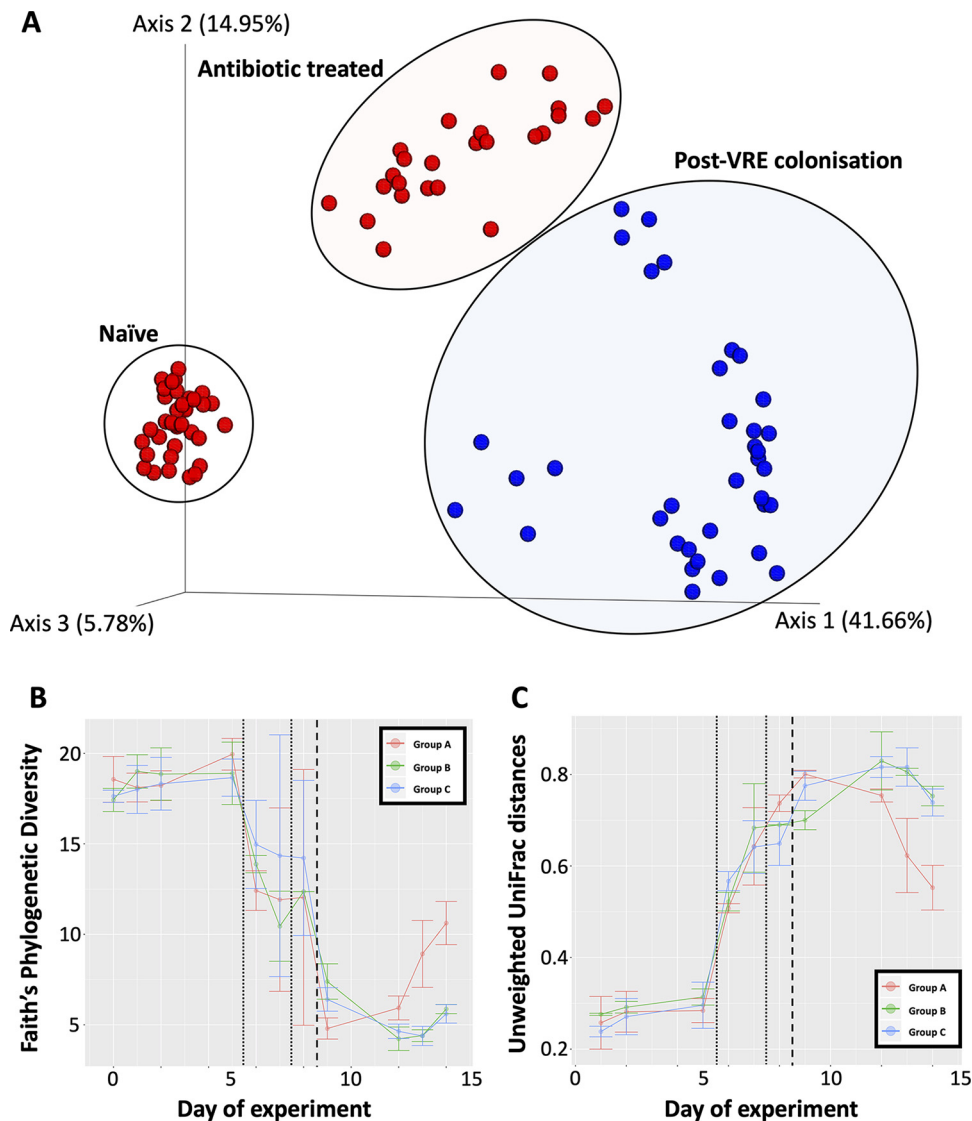 A
Axis 2 (14.95%)
Antibiotic treated
Post-VRE colonisation
Naïve
Axis 3 (5.78%)
Axis 1 (41.66%)
B
Faith's Phylogenetic Diversity
20
15
10
5
0
5
10
15
Day of experiment
Group A
Group B
Group C
C
Unweighted UniFrac distances
0.8
0.6
0.4
0.2
0
5
10
15
Day of experiment
Group A
Group B
Group C